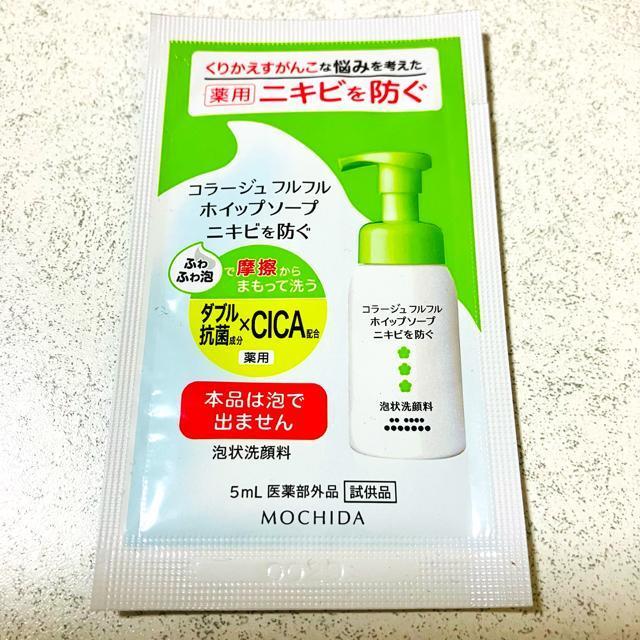 くりかえすがんこな悩みを考えた
薬用 ニキビを防ぐ
コラージュ フルフル
ホイップソープ
ニキビを防ぐ
ふわ
ふわ泡で摩擦から
まもって洗う
ダブル
抗菌成分×CICA配合
薬用
本品は泡で
出ません
泡状洗顔料
5mL 医薬部外品 試供品
MOCHIDA
コラージュ フルフル
ホイップソープ
ニキビを防ぐ
泡状洗顔料